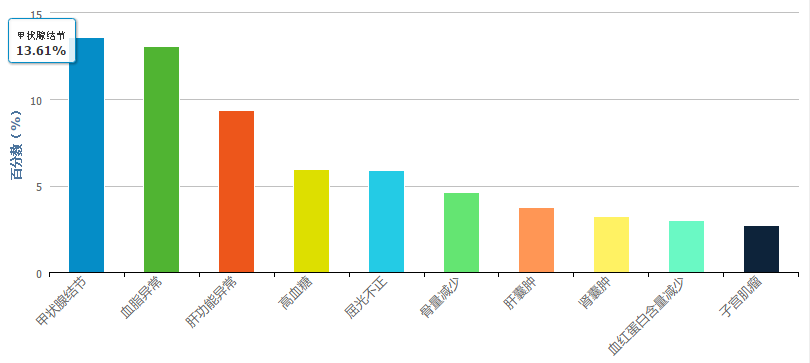 15
甲状腺结节
13.61%
10
5
0
百分数（%）
甲状腺结节
血脂异常
肝功能异常
高血糖
屈光不正
骨量减少
肝囊肿
肾囊肿
血红蛋白含量减少
子宫肌瘤